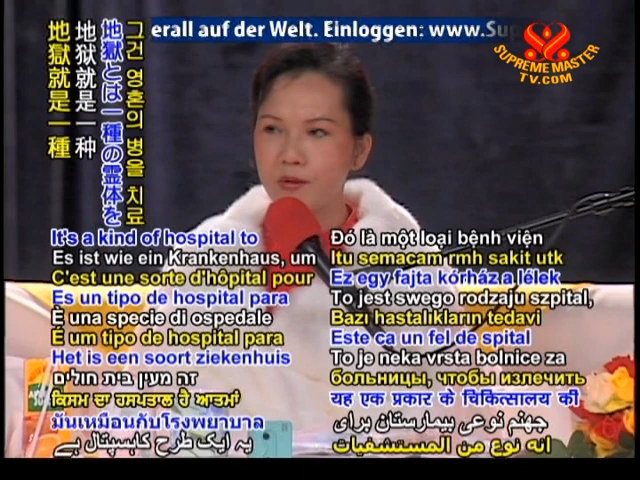 erall auf der Welt. Einloggen: www.Sup
SUPREME MASTER
TV.COM
그건 영혼의 병을 치료
地獄とは一種の霊体を
地狱就是一种
地獄就是一種
It's a kind of hospital to
Es ist wie ein Krankenhaus, um
C'est une sorte d'hôpital pour
Es un tipo de hospital para
È una specie di ospedale
É um tipo de hospital para
Het is een soort ziekenhuis
זה מעין בית חולים
ਕਿਸਮ ਦਾ ਹਸਪਤਾਲ ਹੈ ਆਤਮਾਂ
มันเหมือนกับโรงพยาบาล
یہ ایک طرح کاہسپتال ہے
Đó là một loại bệnh viện
Itu semacam rmh sakit utk
Ez egy fajta kórház a lélek
To jest swego rodzaju szpital,
Bazı hastalıkların tedavi
Este ca un fel de spital
To je neka vrsta bolnice za
больницы, чтобы излечить
यह एक प्रकार के चिकित्सालय की
جهنم نوعی بیمارستان برای
انه نوع من المستشفيات